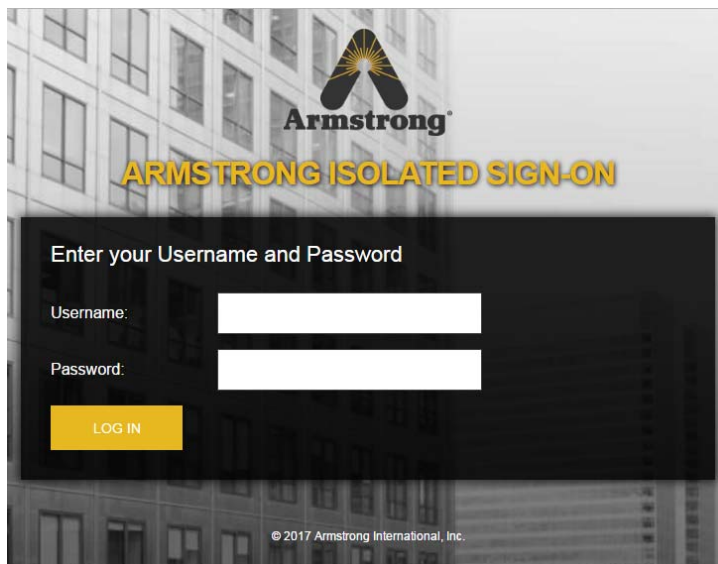 Armstrong®
ARMSTRONG ISOLATED SIGN-ON
Enter your Username and Password
Username:
Password:
LOG IN
© 2017 Armstrong International, Inc.